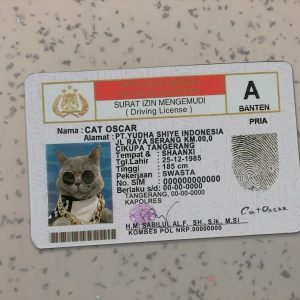 SURAT IZIN MENGEMUDI
( Driving License )
A
BANTEN
PRIA
Nama : CAT OSCAR
Alamat : PT.YUDHA SHIYE INDONESIA
JL RAYA SERANG KM.00,0
CIKUPA TANGERANG
Tempat & : SHAANXI
Tgl.Lahir : 25-12-1985
Tinggi : 185 cm
Pekerjaan : SWASTA
No. SIM : 000000000000
Berlaku s/d : 00-00-0000
TANGERANG, 00-00-0000
KAPOLRES
CatOscar
H.M. SABILUL ALIF, SH., S.Ik., M.Si
KOMBES POL NRP.00000000